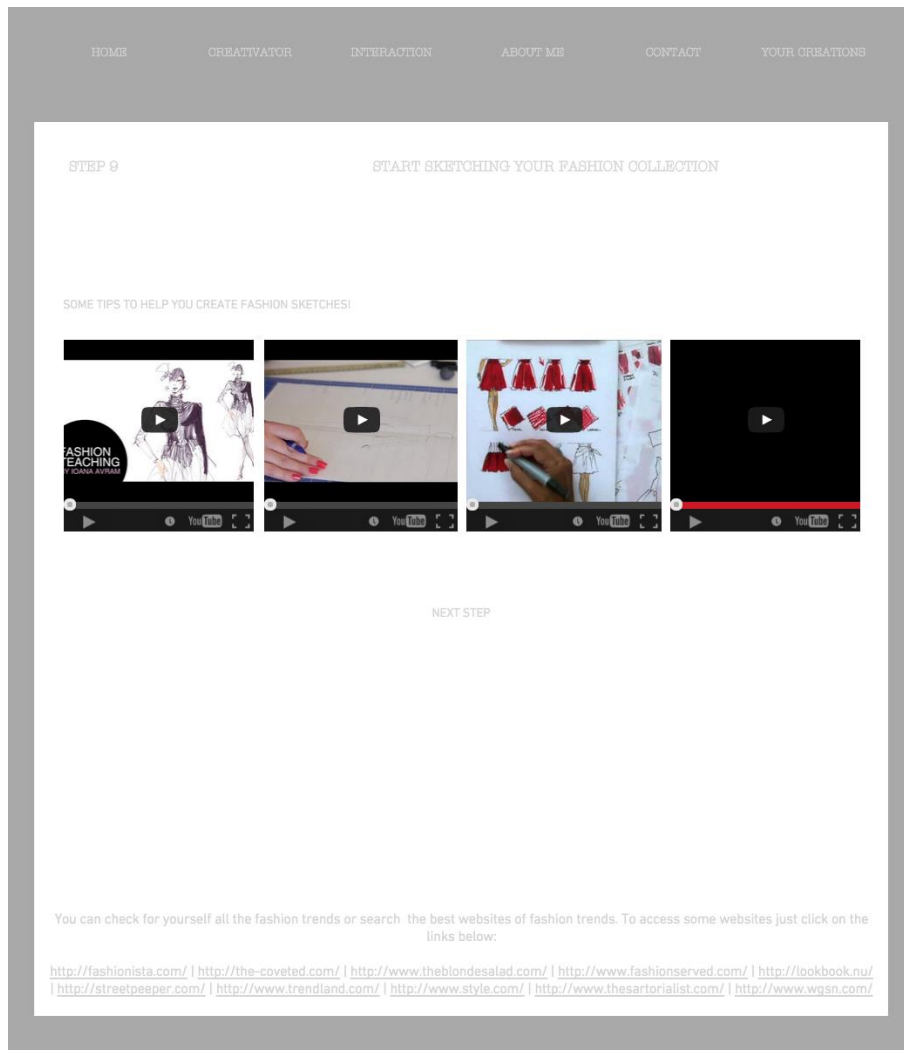 HOME CREATIVATOR INTERACTION ABOUT ME CONTACT YOUR CREATIONS
STEP 9 START SKETCHING YOUR FASHION COLLECTION
SOME TIPS TO HELP YOU CREATE FASHION SKETCHES!
FASHION
TEACHING
BY IOANA AVRAM
YouTube YouTube YouTube YouTube
NEXT STEP
You can check for yourself all the fashion trends or search the best websites of fashion trends. To access some websites just click on the
links below:
http://fashionista.com/ | http://the-coveted.com/ | http://www.theblondesalad.com/ | http://www.fashionserved.com/ | http://lookbook.nu/
| http://streetpeeper.com/ | http://www.trendland.com/ | http://www.style.com/ | http://www.thesartorialist.com/ | http://www.wgsn.com/